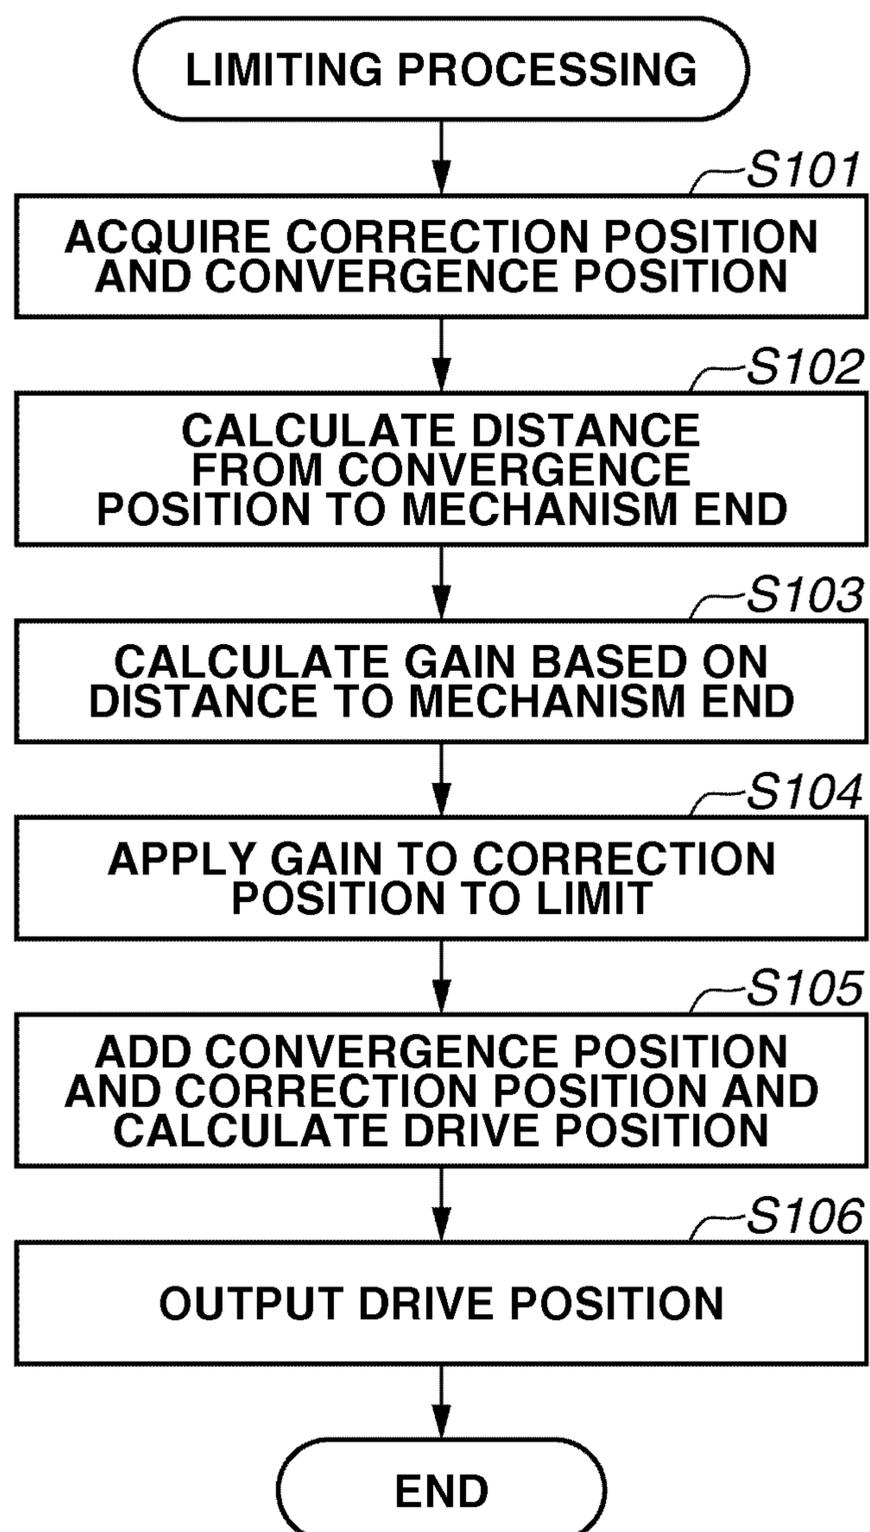 LIMITING PROCESSING
S101
ACQUIRE CORRECTION POSITION
AND CONVERGENCE POSITION
S102
CALCULATE DISTANCE
FROM CONVERGENCE
POSITION TO MECHANISM END
S103
CALCULATE GAIN BASED ON
DISTANCE TO MECHANISM END
S104
APPLY GAIN TO CORRECTION
POSITION TO LIMIT
S105
ADD CONVERGENCE POSITION
AND CORRECTION POSITION AND
CALCULATE DRIVE POSITION
S106
OUTPUT DRIVE POSITION
END